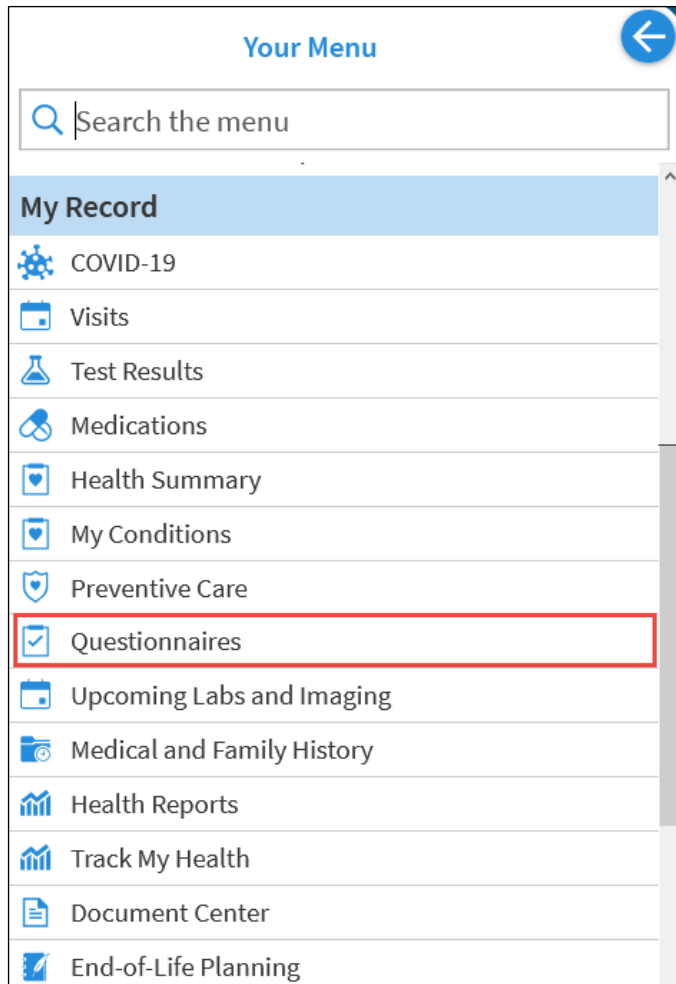 Your Menu
Search the menu
My Record
COVID-19
Visits
Test Results
Medications
Health Summary
My Conditions
Preventive Care
Questionnaires
Upcoming Labs and Imaging
Medical and Family History
Health Reports
Track My Health
Document Center
End-of-Life Planning